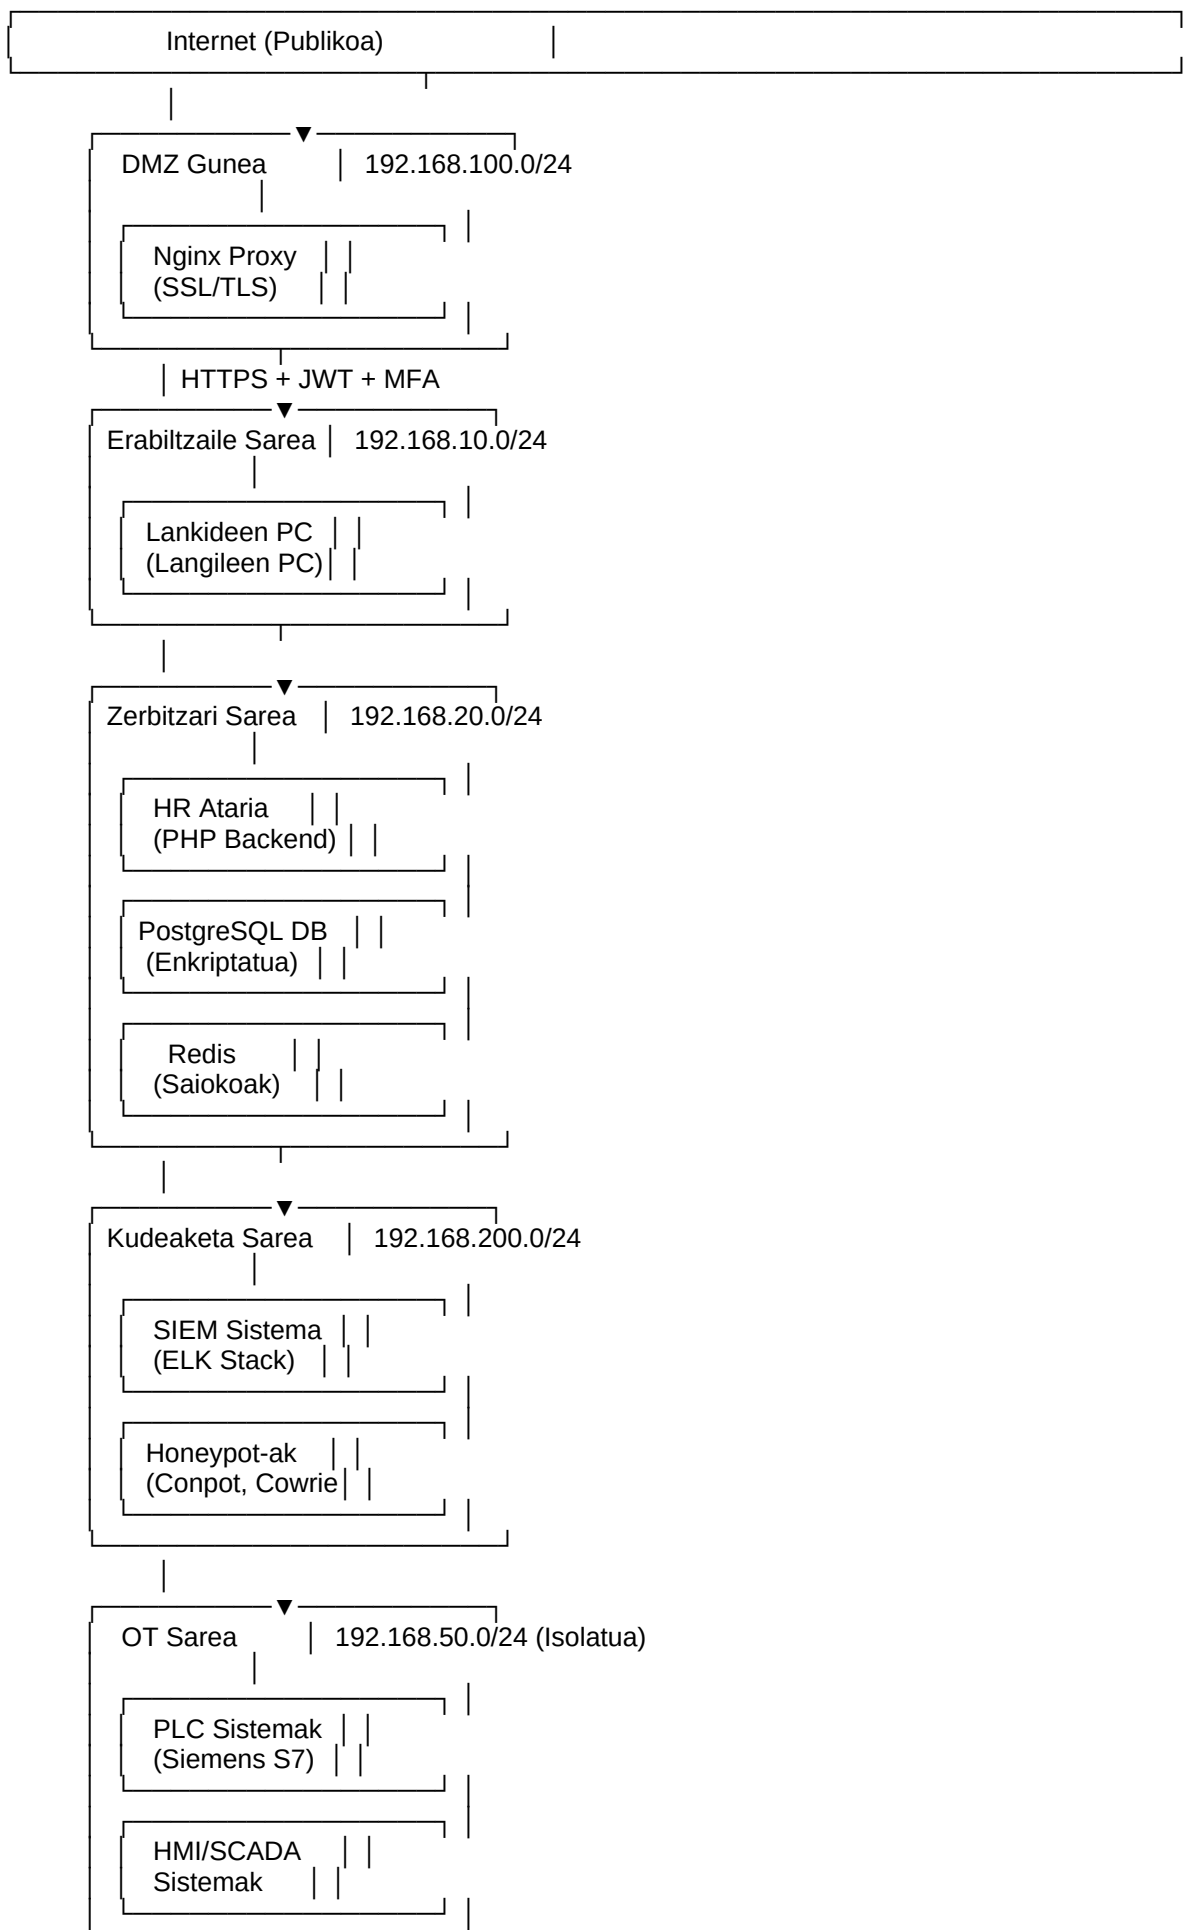 Internet (Publikoa)
DMZ Gunea │ 192.168.100.0/24
Nginx Proxy
(SSL/TLS)
│ HTTPS + JWT + MFA
Erabiltzaile Sarea │ 192.168.10.0/24
Lankideen PC
(Langileen PC)
Zerbitzari Sarea │ 192.168.20.0/24
HR Ataria
(PHP Backend)
PostgreSQL DB
(Enkriptatua)
Redis
(Saiokoak)
Kudeaketa Sarea │ 192.168.200.0/24
SIEM Sistema
(ELK Stack)
Honeypot-ak
(Conpot, Cowrie
OT Sarea │ 192.168.50.0/24 (Isolatua)
PLC Sistemak
(Siemens S7)
HMI/SCADA
Sistemak